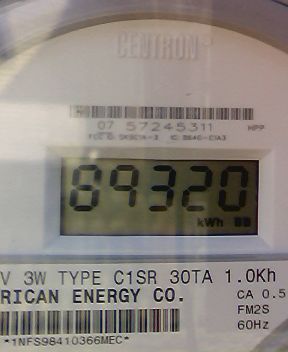 CENTRON
07 57245311 HPP
89320
kWh
V 3W TYPE C1SR 30TA 1.0Kh
RICAN ENERGY CO. CA 0.5
FM2S
60Hz
*1NFS98410366MEC*